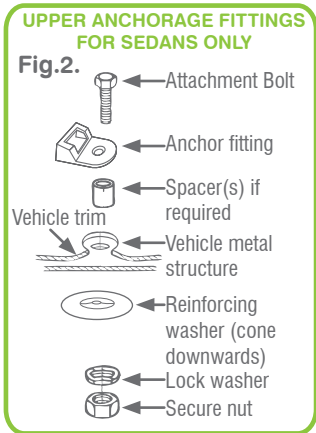 UPPER ANCHORAGE FITTINGS
FOR SEDANS ONLY
Fig.2.
Attachment Bolt
Anchor fitting
Spacer(s) if
required
Vehicle trim
Vehicle metal
structure
Reinforcing
washer (cone
downwards)
Lock washer
Secure nut